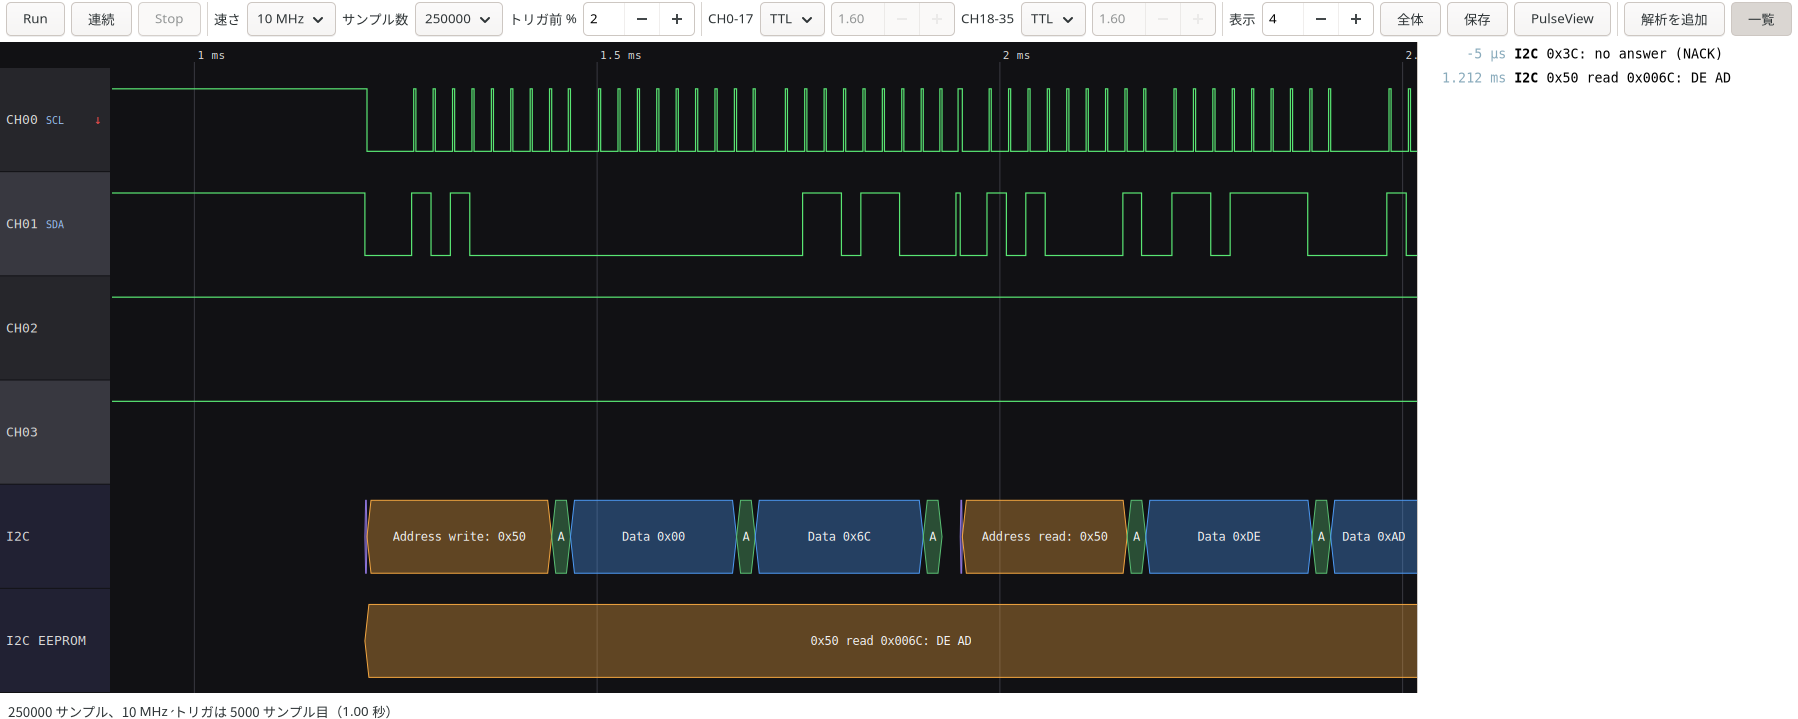 Run 連続 Stop 速さ 10 MHz サンプル数 250000 トリガ前 % 2 − + CH0-17 TTL 1.60 − + CH18-35 TTL 1.60 − + 表示 4 − + 全体 保存 PulseView 解析を追加 一覧
1 ms 1.5 ms 2 ms 2.
-5 µs I2C 0x3C: no answer (NACK)
1.212 ms I2C 0x50 read 0x006C: DE AD
CH00 SCL ↓
CH01 SDA
CH02
CH03
I2C Address write: 0x50 A Data 0x00 A Data 0x6C A Address read: 0x50 A Data 0xDE A Data 0xAD
I2C EEPROM 0x50 read 0x006C: DE AD
250000 サンプル、10 MHz·トリガは 5000 サンプル目（1.00 秒）